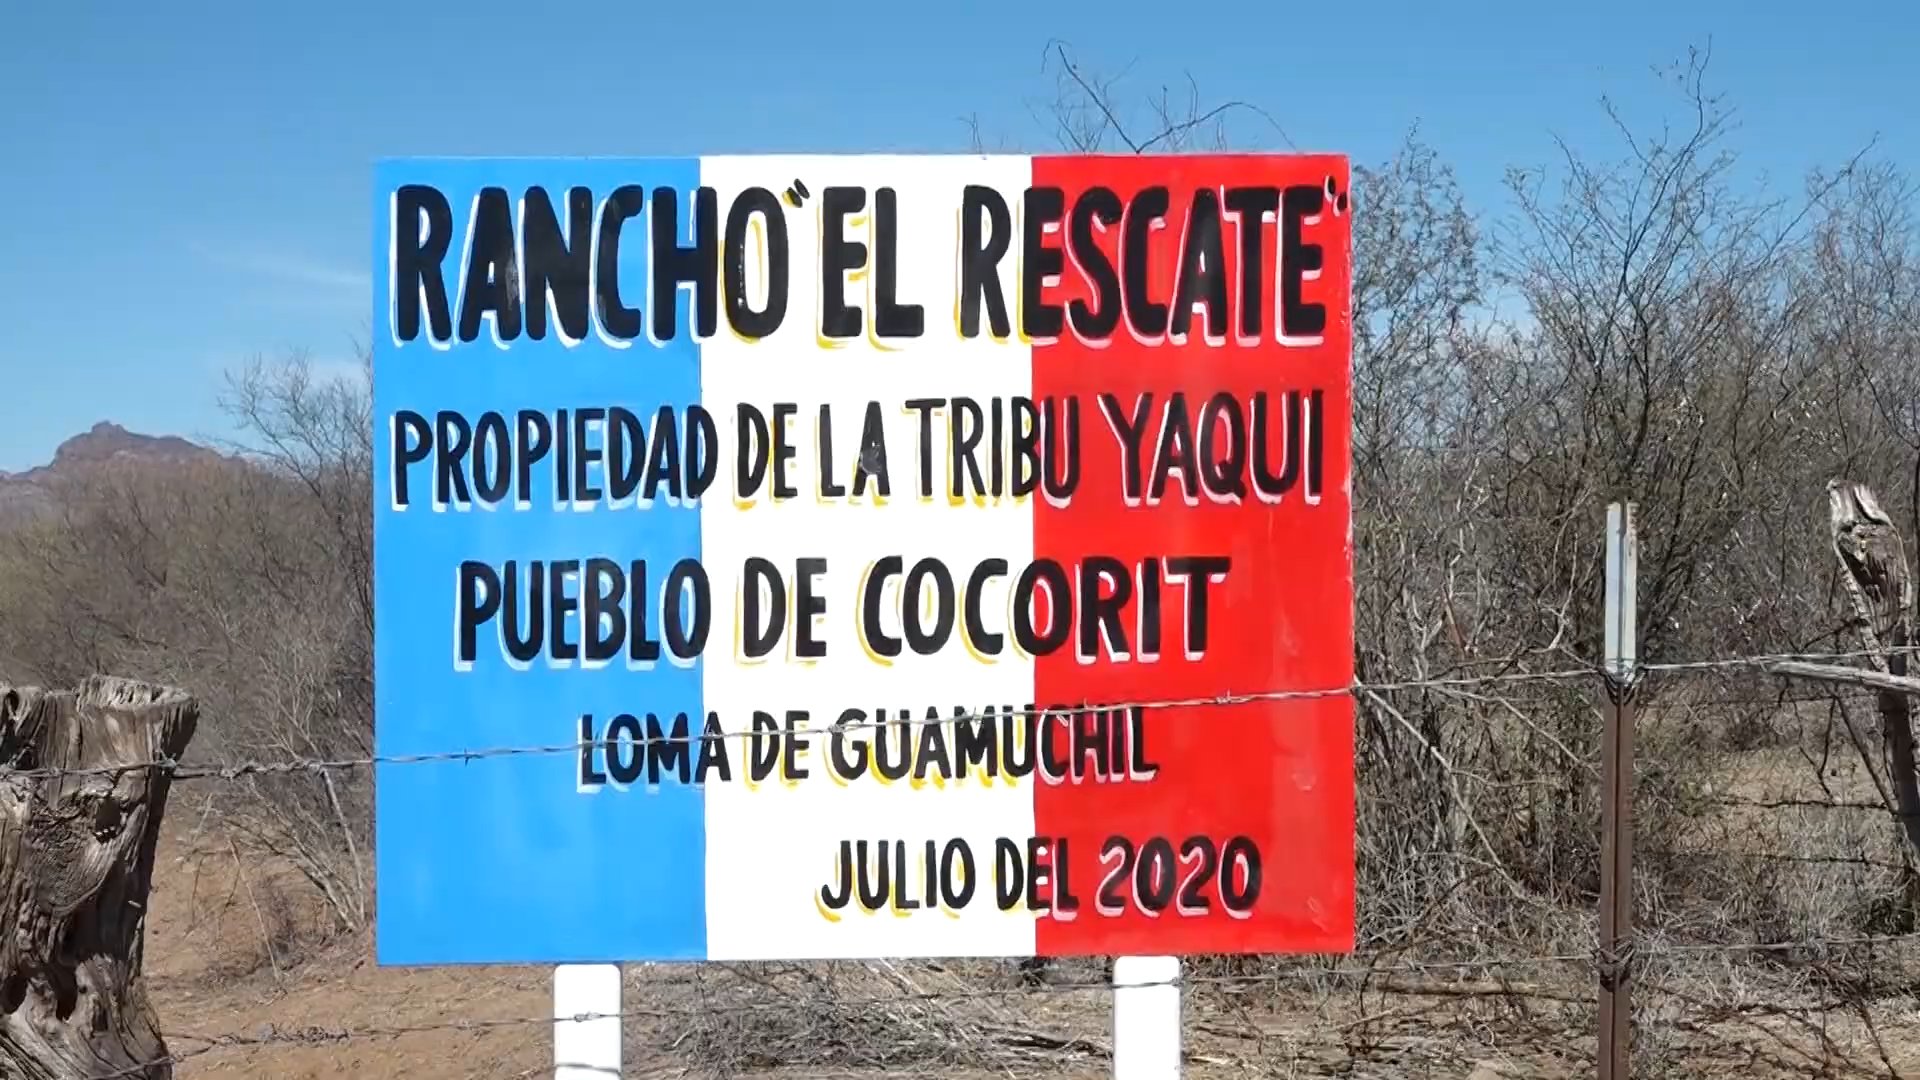 RANCHO "EL RESCATE"
PROPIEDAD DE LA TRIBU YAQUI
PUEBLO DE COCORIT
LOMA DE GUAMUCHIL
JULIO DEL 2020